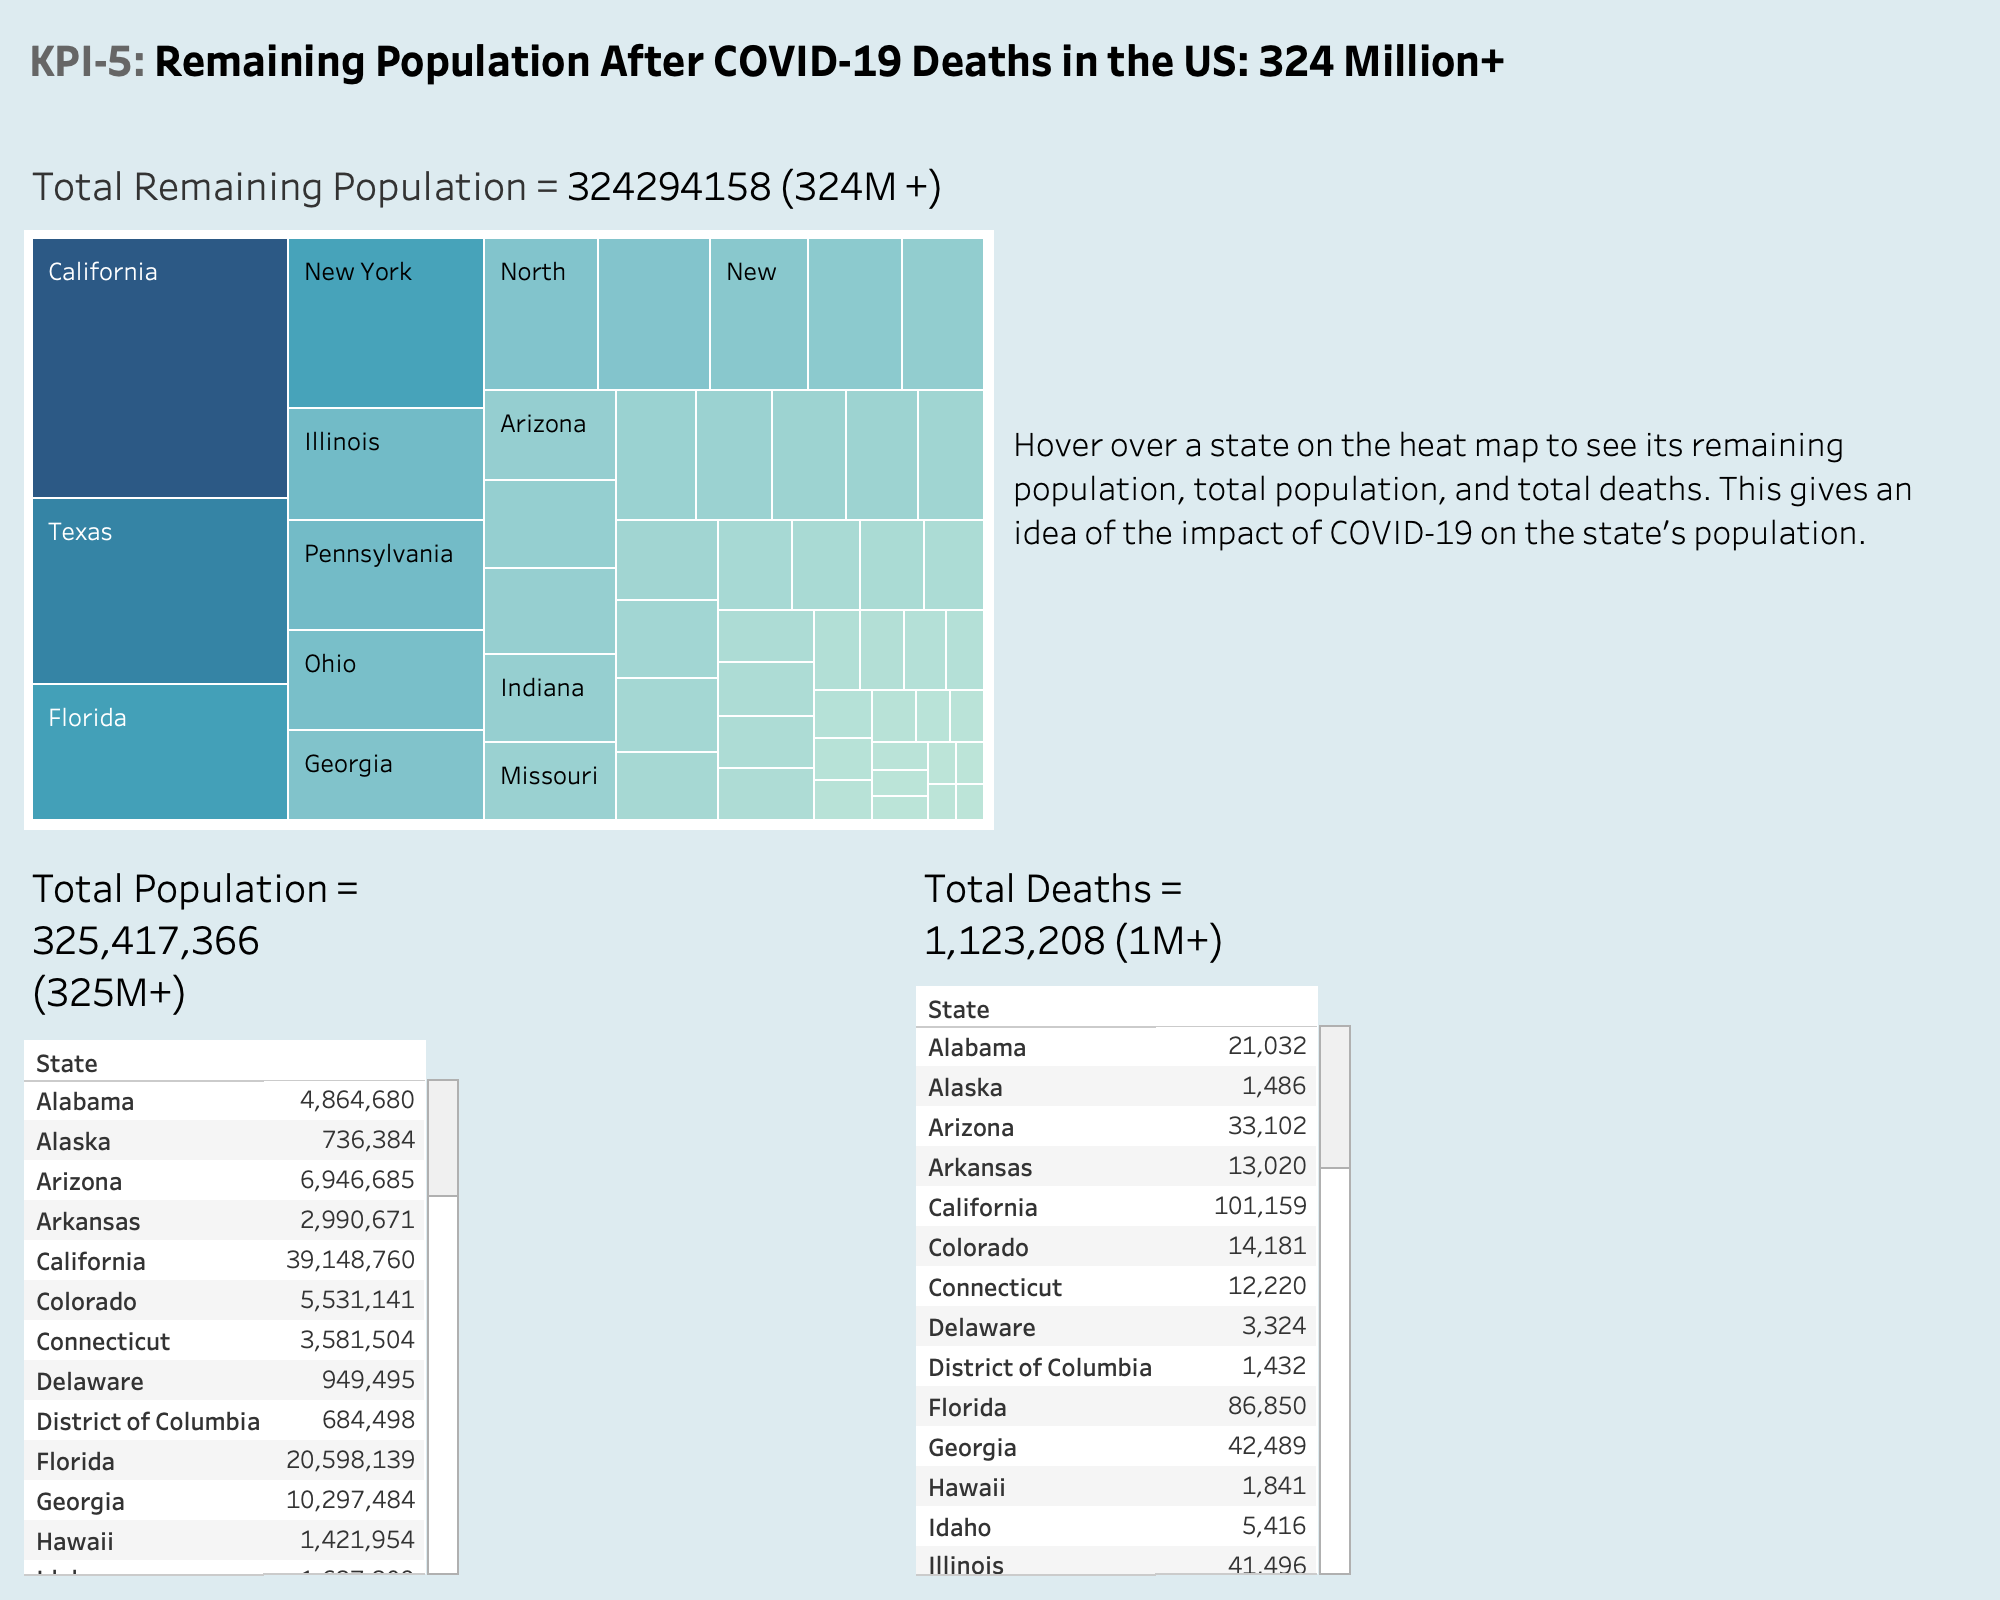 KPI-5: Remaining Population After COVID-19 Deaths in the US: 324 Million+
Total Remaining Population = 324294158 (324M +)
California
New York
North
New
Illinois
Arizona
Texas
Pennsylvania
Ohio
Indiana
Florida
Georgia
Missouri
Hover over a state on the heat map to see its remaining
population, total population, and total deaths. This gives an
idea of the impact of COVID-19 on the state’s population.
Total Population =
325,417,366
(325M+)
State
Alabama 4,864,680
Alaska 736,384
Arizona 6,946,685
Arkansas 2,990,671
California 39,148,760
Colorado 5,531,141
Connecticut 3,581,504
Delaware 949,495
District of Columbia 684,498
Florida 20,598,139
Georgia 10,297,484
Hawaii 1,421,954
Total Deaths =
1,123,208 (1M+)
State
Alabama 21,032
Alaska 1,486
Arizona 33,102
Arkansas 13,020
California 101,159
Colorado 14,181
Connecticut 12,220
Delaware 3,324
District of Columbia 1,432
Florida 86,850
Georgia 42,489
Hawaii 1,841
Idaho 5,416
Illinois 41,496